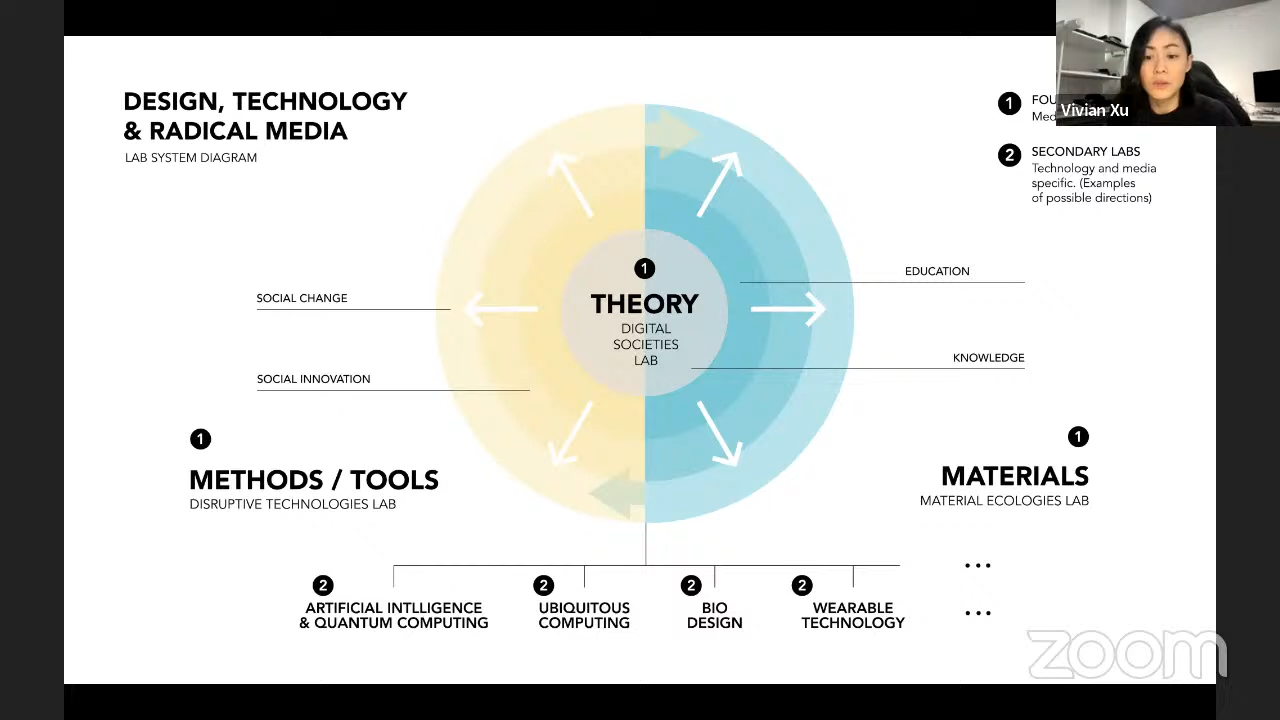 DESIGN, TECHNOLOGY
& RADICAL MEDIA
LAB SYSTEM DIAGRAM
1
Vivian Xu
2
SECONDARY LABS
Technology and media
specific. (Examples
of possible directions)
1
THEORY
DIGITAL
SOCIETIES
LAB
SOCIAL CHANGE
SOCIAL INNOVATION
EDUCATION
KNOWLEDGE
1
METHODS / TOOLS
DISRUPTIVE TECHNOLOGIES LAB
1
MATERIALS
MATERIAL ECOLOGIES LAB
2
ARTIFICIAL INTLLIGENCE
& QUANTUM COMPUTING
2
UBIQUITOUS
COMPUTING
2
BIO
DESIGN
2
WEARABLE
TECHNOLOGY
...
...
zoom